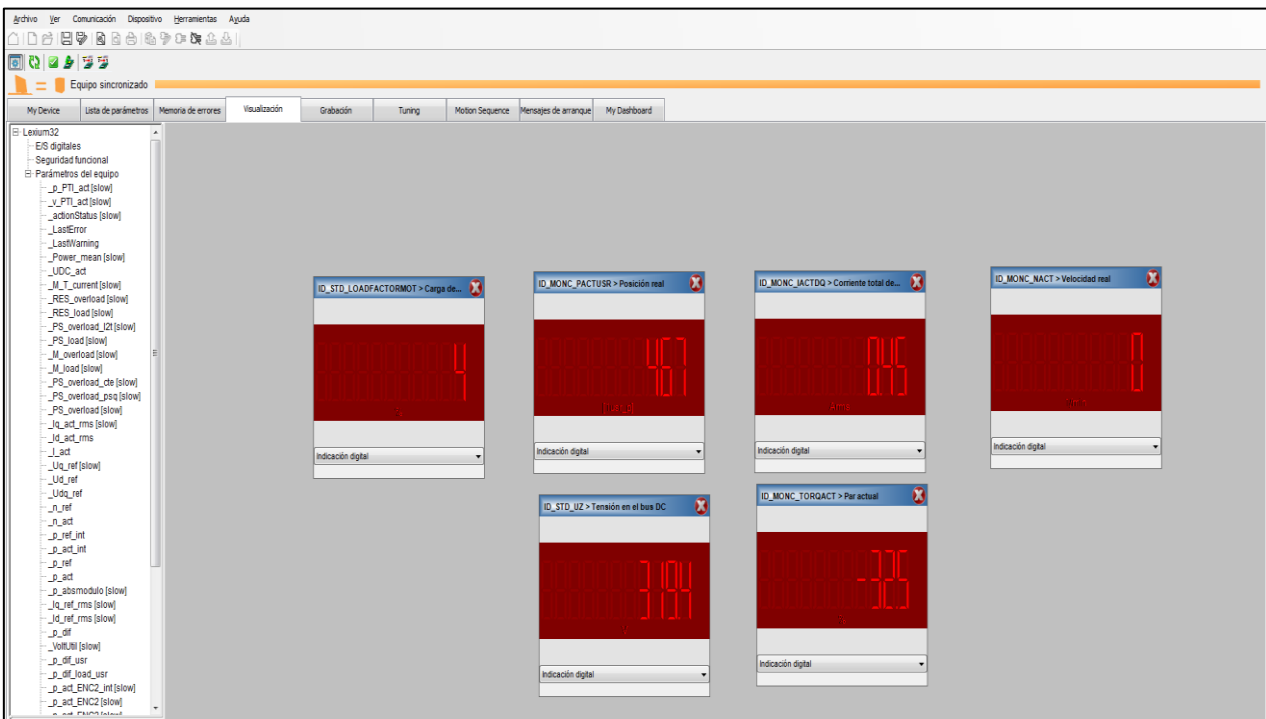 Archivo Ver Comunicación Dispositivo Herramientas Ayuda
Equipo sincronizado
My Device Lista de parámetros Memoria de errores Visualización Grabación Tuning Motion Sequence Mensajes de arranque My Dashboard
Lexium32
E/S digitales
Seguridad funcional
Parámetros del equipo
_p_PTI_act [slow]
_v_PTI_act [slow]
_actionStatus [slow]
_LastError
_LastWarning
_Power_mean [slow]
_UDC_act
_M_T_current [slow]
_RES_overload [slow]
_RES_load [slow]
_PS_overload_I2t [slow]
_PS_load [slow]
_M_overload [slow]
_M_load [slow]
_PS_overload_cte [slow]
_PS_overload_psq [slow]
_PS_overload [slow]
_Iq_act_rms [slow]
_Id_act_rms
_I_act
_Uq_ref [slow]
_Ud_ref
_Udq_ref
_n_ref
_n_act
_p_ref_int
_p_act_int
_p_ref
_p_act
_p_absmodulo [slow]
_Iq_ref_rms [slow]
_Id_ref_rms [slow]
_p_dif
_VoltUtil [slow]
_p_dif_usr
_p_dif_load_usr
_p_act_ENC2_int [slow]
_p_act_ENC2 [slow]
ID_STD_LOADFACTORMOT > Carga de...
4
%
Indicación digital
ID_MONC_PACTUSR > Posición real
467
Indicación digital
ID_MONC_IACTDQ > Corriente total de...
0.45
Indicación digital
ID_MONC_NACT > Velocidad real
0
Indicación digital
ID_STD_UZ > Tensión en el bus DC
319.4
V
Indicación digital
ID_MONC_TORQACT > Par actual
-32.5
%
Indicación digital